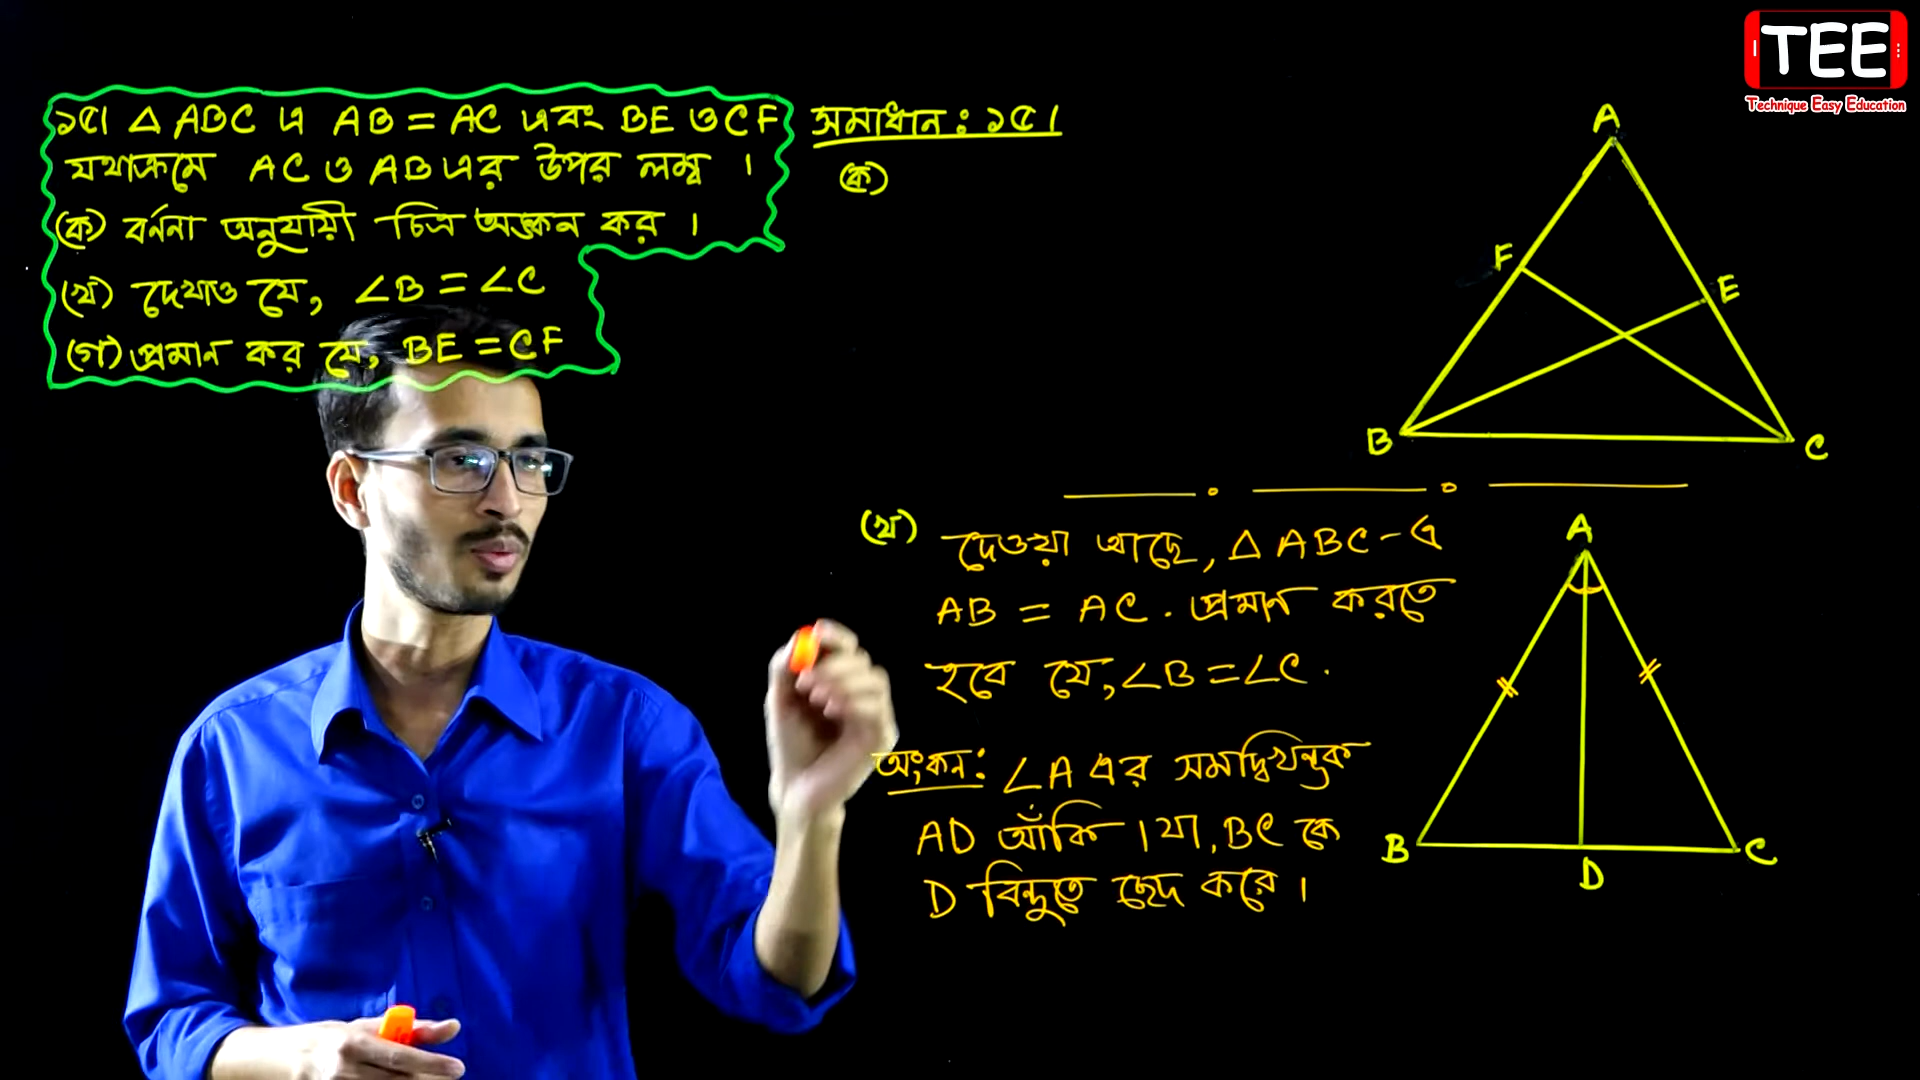 TEE
Technique Easy Education
১৫। △ ABC এ AB = AC এবং BE ও CF
যথাক্রমে AC ও AB এর উপর লম্ব ।
(ক) বর্ননা অনুযায়ী চিত্র অঙ্কন কর ।
(খ) দেখাও যে, ∠B = ∠C
(গ) প্রমান কর যে, BE = CF
সমাধান : ১৫।
(ক)
A
F
E
B
C
(খ) দেওয়া আছে, △ ABC - এ
AB = AC . প্রমান করতে
হবে যে, ∠B = ∠C .
অংকন : ∠A এর সমদ্বিখন্ডক
AD আঁকি । যা, BC কে
D বিন্দুতে ছেদ করে ।
A
B
D
C